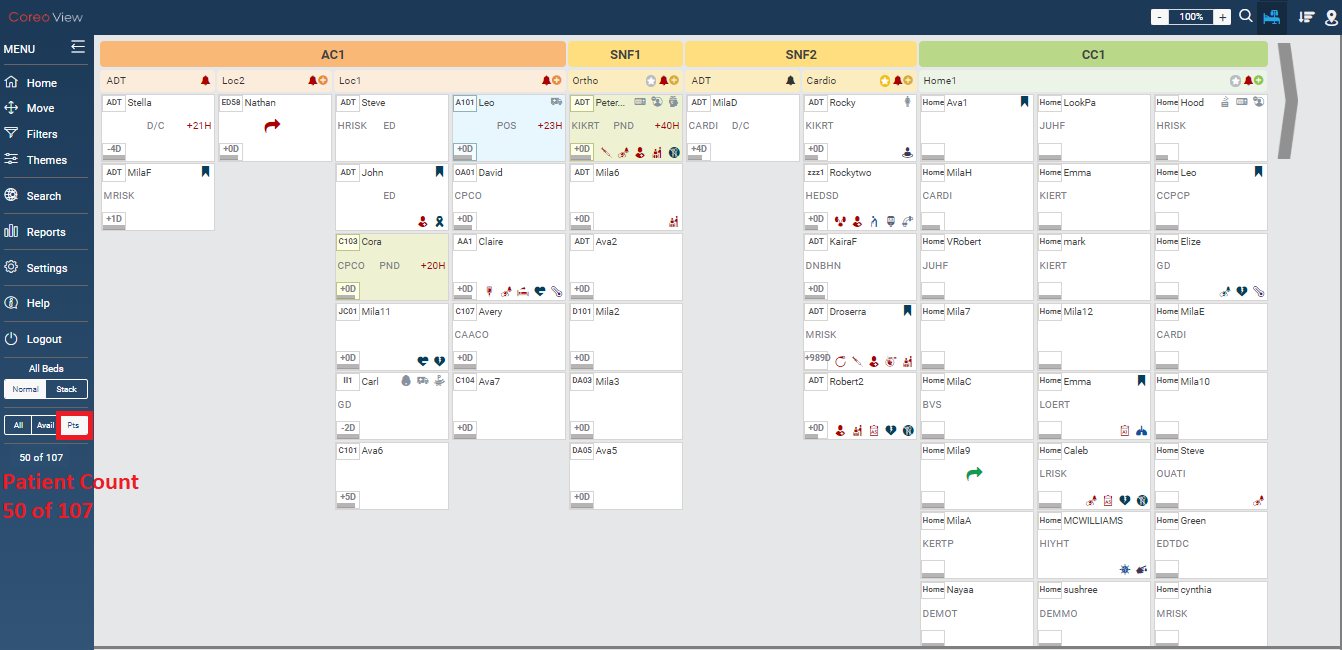 Coreo View
- 100% +
MENU
Home
Move
Filters
Themes
Search
Reports
Settings
Help
Logout
All Beds
Normal Stack
All Avail Pts
50 of 107
Patient Count
50 of 107
AC1 SNF1 SNF2 CC1
ADT Loc2 Loc1 Ortho ADT Cardio Home1
ADT Stella
D/C +21H
-4D
ADT MilaF
MRISK
+1D
ED58 Nathan
+0D
ADT Steve
HRISK ED
ADT John
ED
C103 Cora
CPCO PND +20H
+0D
JC01 Mila11
+0D
II1 Carl
GD
-2D
C101 Ava6
+5D
A101 Leo
POS +23H
+0D
OA01 David
CPCO
+0D
AA1 Claire
+0D
C107 Avery
CAACO
+0D
C104 Ava7
+0D
ADT Peter...
KIKRT PND +40H
+0D
ADT Mila6
+0D
ADT Ava2
+0D
D101 Mila2
+0D
DA03 Mila3
+0D
DA05 Ava5
+0D
ADT MilaD
CARDI D/C
+4D
ADT Rocky
KIKRT
+0D
zzz1 Rockytwo
HEDSD
+0D
ADT KairaF
DNBHN
+0D
ADT Droserra
MRISK
+989D
ADT Robert2
+0D
Home Ava1
Home MilaH
CARDI
Home VRobert
JUHF
Home Mila7
Home MilaC
BVS
Home Mila9
Home MilaA
KERTP
Home Nayaa
DEMOT
Home LookPa
JUHF
Home Emma
KIERT
Home mark
KIERT
Home Mila12
Home Emma
LOERT
Home Caleb
LRISK
Home MCWILLIAMS
HIYHT
Home sushree
DEMMO
Home Hood
HRISK
Home Leo
CCPCP
Home Elize
GD
Home MilaE
CARDI
Home Mila10
Home Steve
OUATI
Home Green
EDTDC
Home cynthia
MRISK